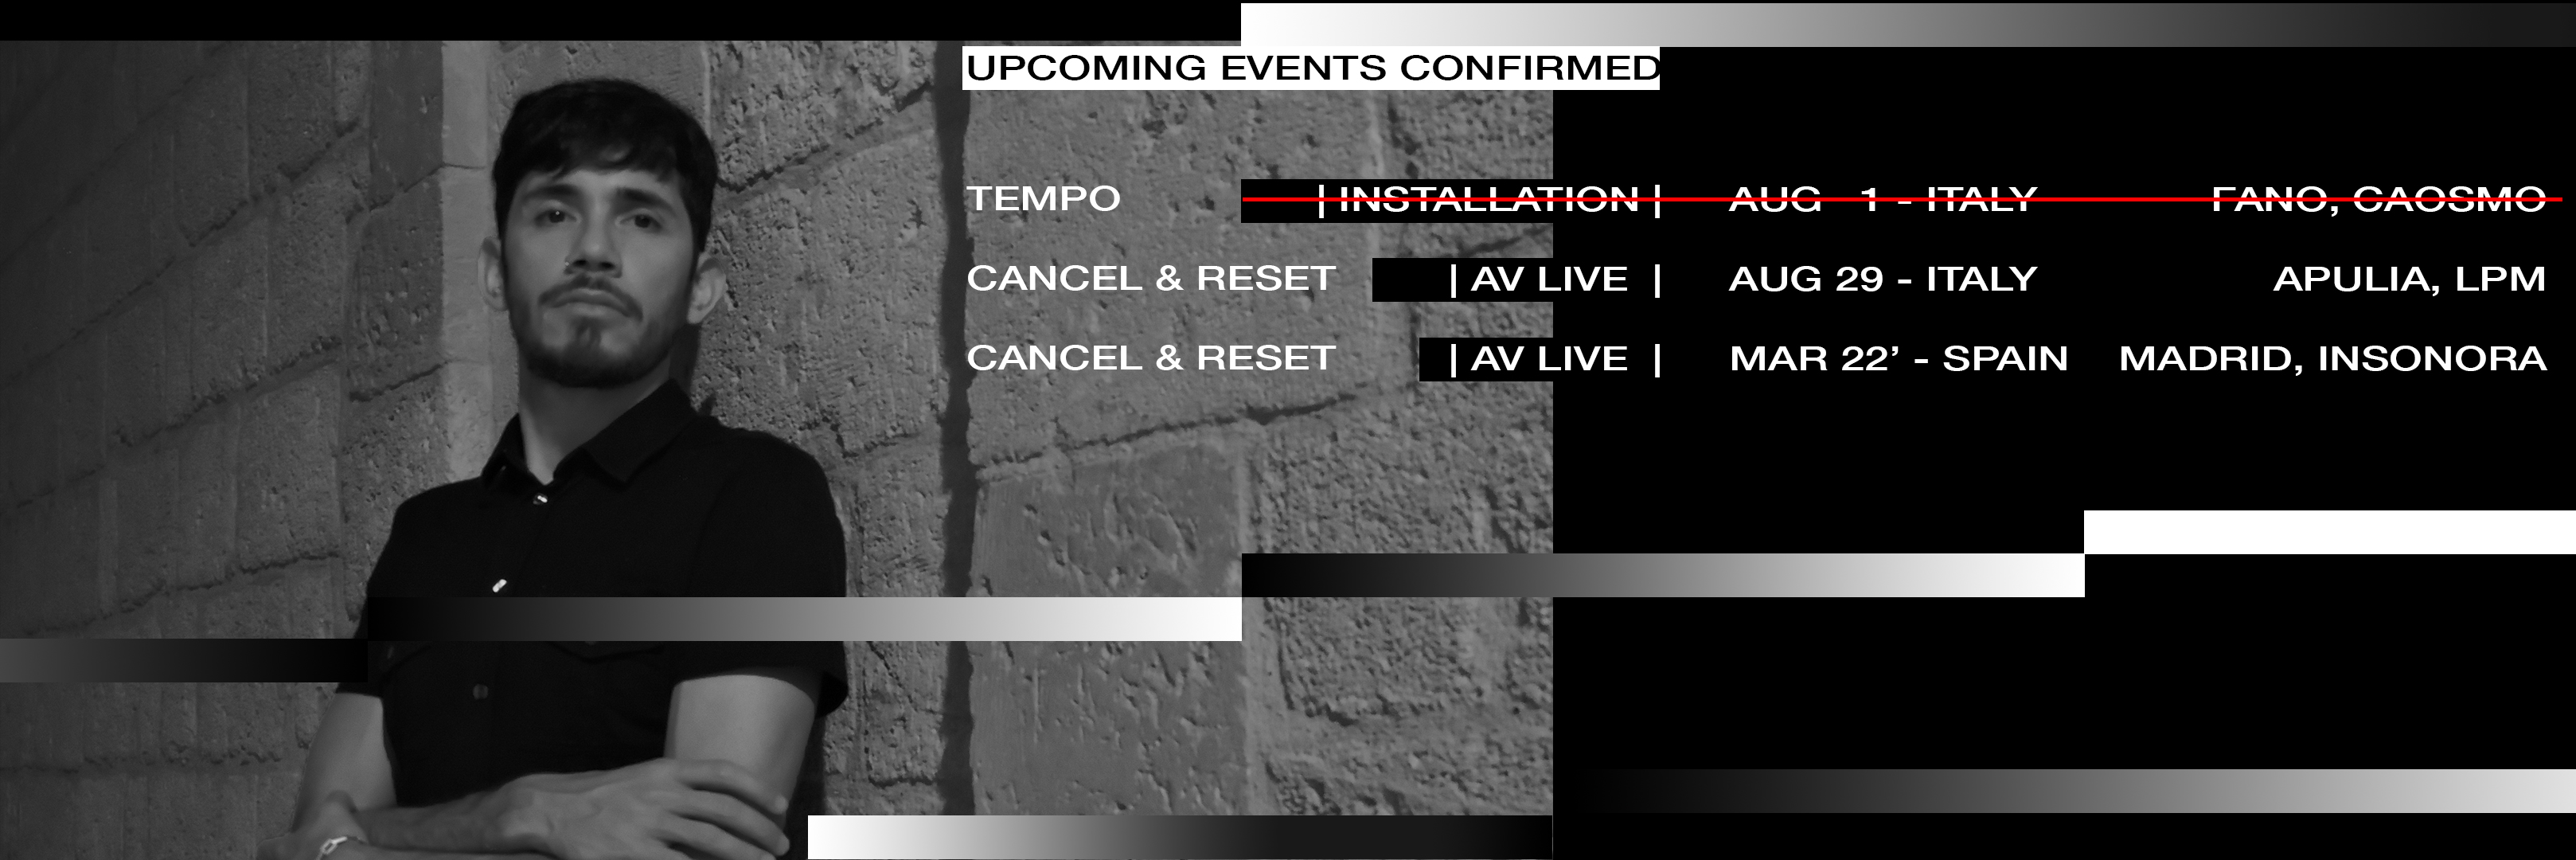 UPCOMING EVENTS CONFIRMED
TEMPO | INSTALLATION | AUG 1 - ITALY FANO, CAOSMO
CANCEL & RESET | AV LIVE | AUG 29 - ITALY APULIA, LPM
CANCEL & RESET | AV LIVE | MAR 22’ - SPAIN MADRID, INSONORA